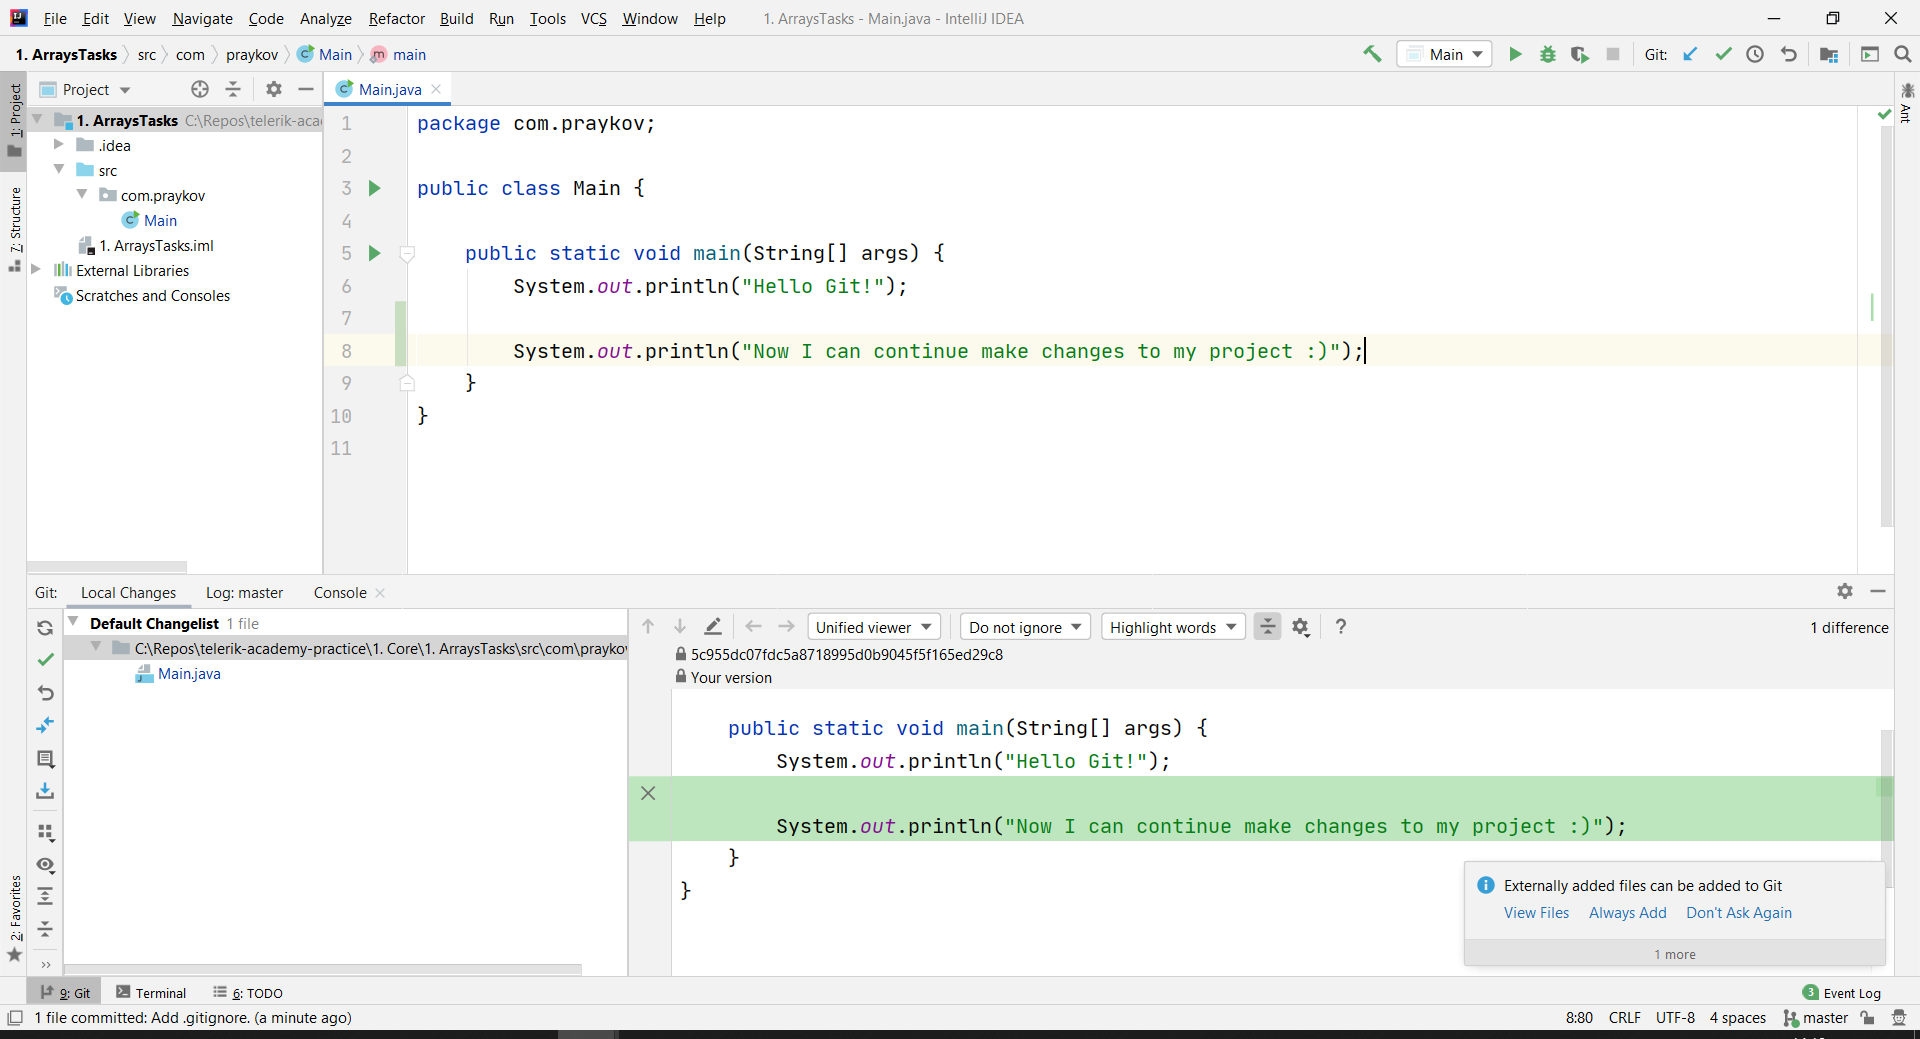 File Edit View Navigate Code Analyze Refactor Build Run Tools VCS Window Help 1. ArraysTasks - Main.java - IntelliJ IDEA
1. ArraysTasks src com praykov Main main Main Git:
Project Main.java
1. ArraysTasks C:\Repos\telerik-aca
.idea
src
com.praykov
Main
1. ArraysTasks.iml
External Libraries
Scratches and Consoles
1: Project
7: Structure
2: Favorites
Ant
1 package com.praykov;
2
3 public class Main {
4
5 public static void main(String[] args) {
6 System.out.println("Hello Git!");
7
8 System.out.println("Now I can continue make changes to my project :)");
9 }
10 }
11
Git: Local Changes Log: master Console
Default Changelist 1 file
C:\Repos\telerik-academy-practice\1. Core\1. ArraysTasks\src\com\prayko
Main.java
Unified viewer Do not ignore Highlight words ? 1 difference
5c955dc07fdc5a8718995d0b9045f5f165ed29c8
Your version
public static void main(String[] args) {
System.out.println("Hello Git!");
System.out.println("Now I can continue make changes to my project :)");
}
}
Externally added files can be added to Git
View Files Always Add Don't Ask Again
1 more
9: Git Terminal 6: TODO 3 Event Log
1 file committed: Add .gitignore. (a minute ago) 8:80 CRLF UTF-8 4 spaces master